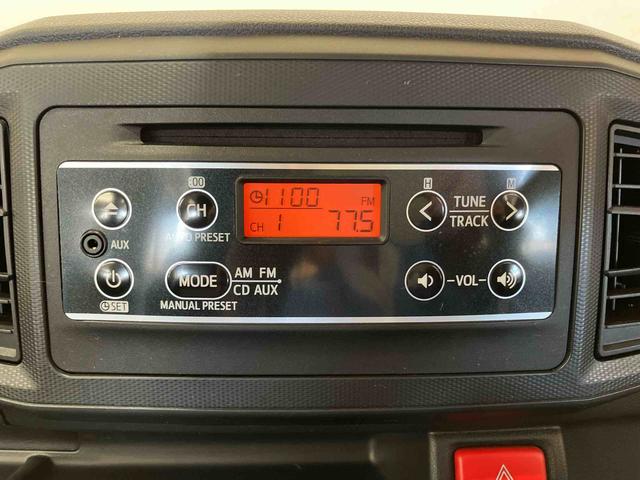 :00
CH
AUTO PRESET
1100
FM
CH 1 77.5
H
M
TUNE
TRACK
AUX
SET
MODE
AM FM
CD AUX
MANUAL PRESET
-VOL-